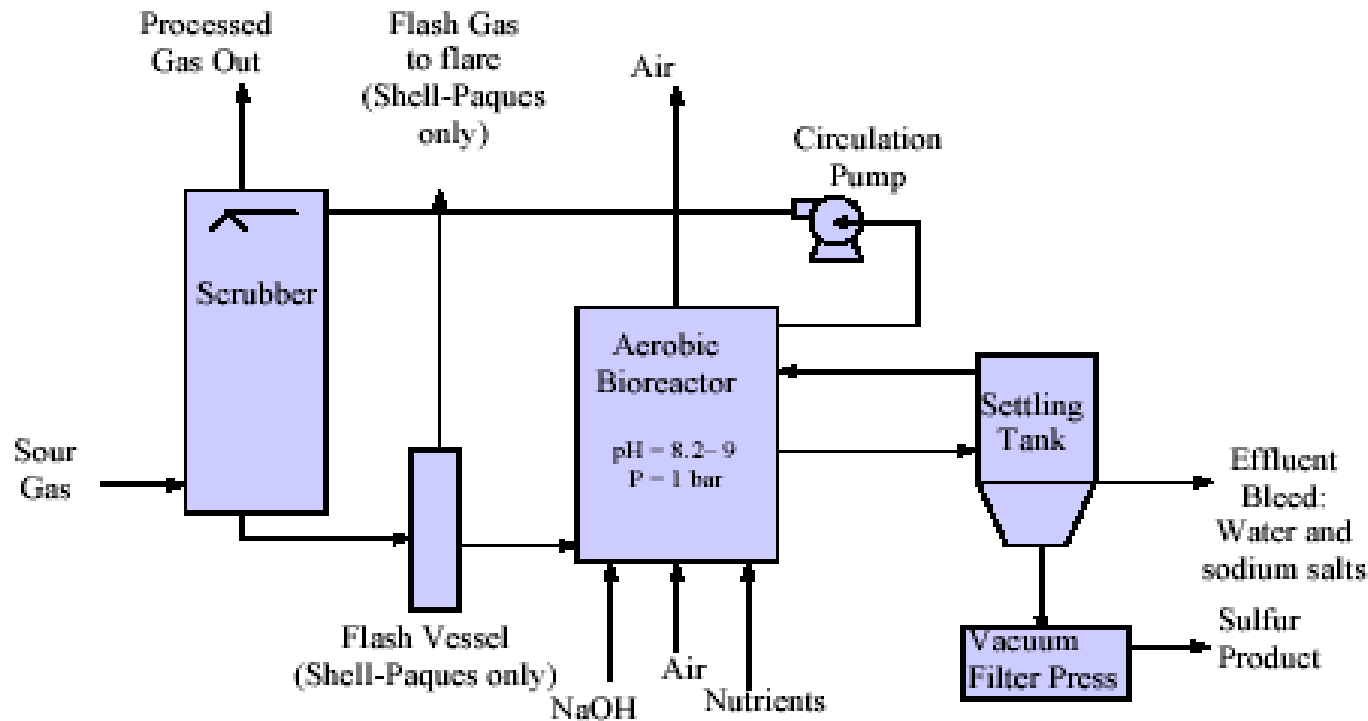 Processed
Gas Out
Flash Gas
to flare
(Shell-Paques
only)
Air
Circulation
Pump
Scrubber
Aerobic
Bioreactor
pH = 8.2– 9
P = 1 bar
Settling
Tank
Sour
Gas
Effluent
Bleed:
Water and
sodium salts
Flash Vessel
(Shell-Paques only)
NaOH
Air
Nutrients
Vacuum
Filter Press
Sulfur
Product